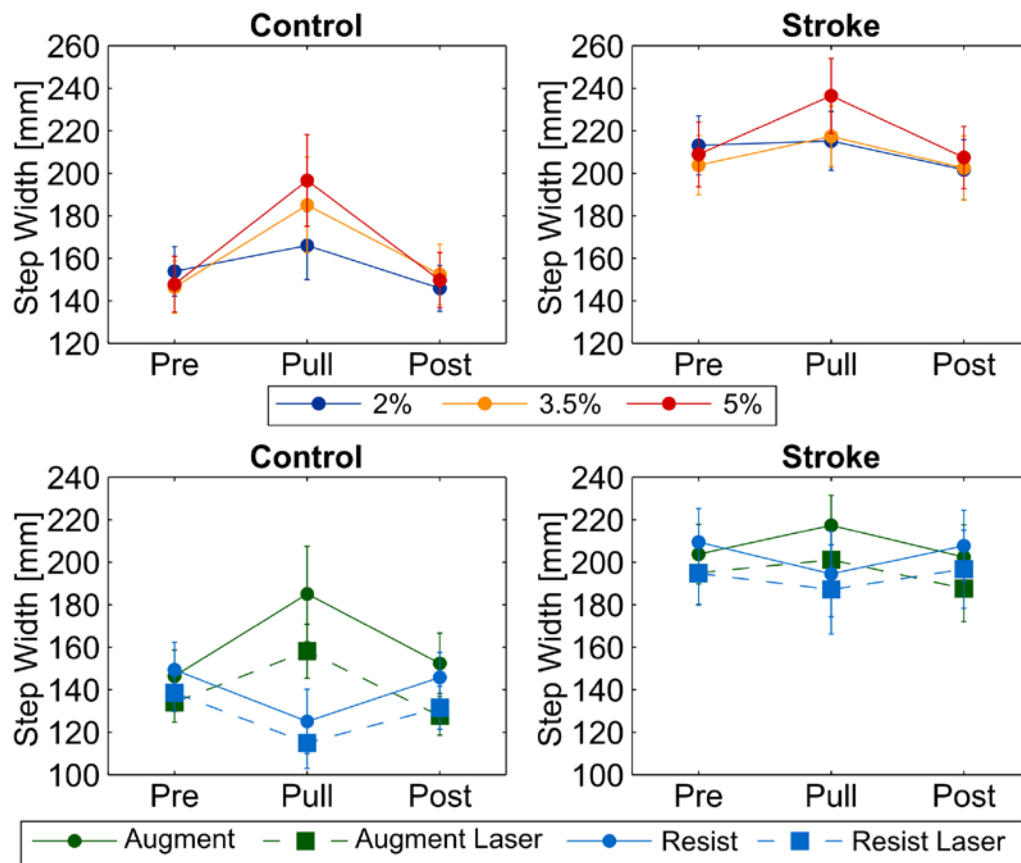 Control
Stroke
Step Width [mm]
260
240
220
200
180
160
140
120
Pre Pull Post
Step Width [mm]
260
240
220
200
180
160
140
120
Pre Pull Post
2% 3.5% 5%
Control
Stroke
Step Width [mm]
240
220
200
180
160
140
120
100
Pre Pull Post
Step Width [mm]
240
220
200
180
160
140
120
100
Pre Pull Post
Augment Augment Laser Resist Resist Laser